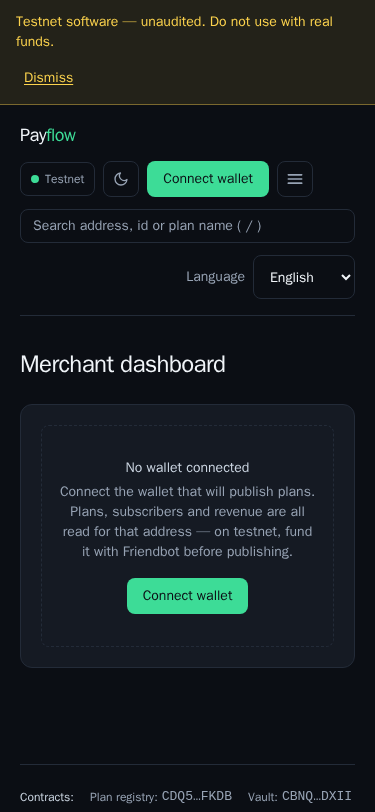 Testnet software — unaudited. Do not use with real
funds.
Dismiss
Payflow
Testnet
Connect wallet
Search address, id or plan name ( / )
Language
English
Merchant dashboard
No wallet connected
Connect the wallet that will publish plans.
Plans, subscribers and revenue are all
read for that address — on testnet, fund
it with Friendbot before publishing.
Connect wallet
Contracts: Plan registry: CDQ5…FKDB Vault: CBNQ…DXII